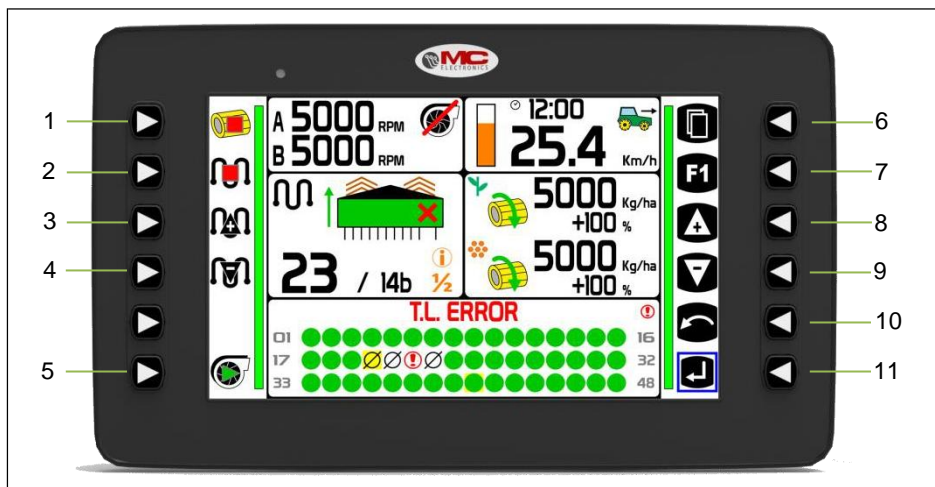 MC
ELECTRONICS
A 5000 RPM
B 5000 RPM
12:00
25.4 Km/h
23 / 14b
i
1/2
5000 Kg/ha
+100 %
5000 Kg/ha
+100 %
T.L. ERROR
01 16
17 32
33 48
F1
+
-
1
2
3
4
5
6
7
8
9
10
11